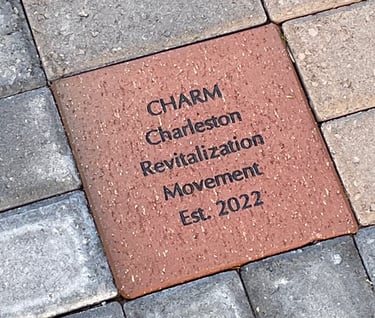 CHARM
Charleston
Revitalization
Movement
Est. 2022